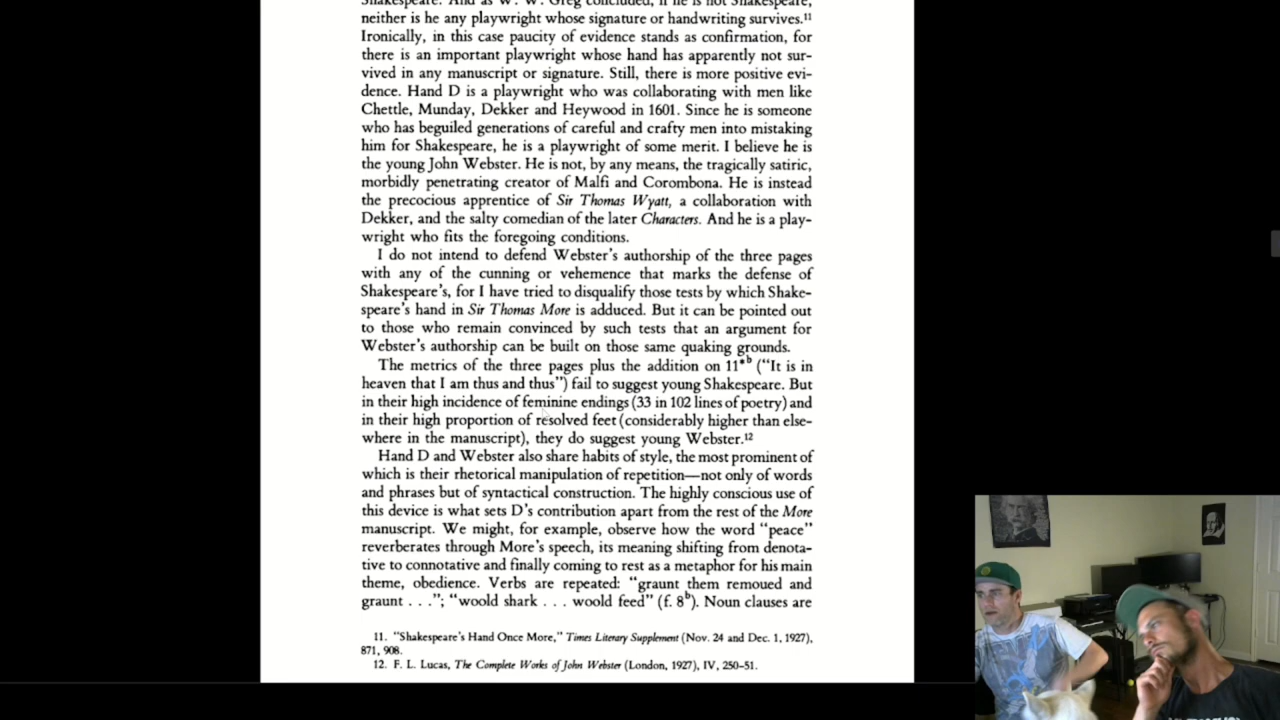 Shakespeare. And as W. W. Greg concluded, if he is not Shakespeare,
neither is he any playwright whose signature or handwriting survives.¹¹
Ironically, in this case paucity of evidence stands as confirmation, for
there is an important playwright whose hand has apparently not sur-
vived in any manuscript or signature. Still, there is more positive evi-
dence. Hand D is a playwright who was collaborating with men like
Chettle, Munday, Dekker and Heywood in 1601. Since he is someone
who has beguiled generations of careful and crafty men into mistaking
him for Shakespeare, he is a playwright of some merit. I believe he is
the young John Webster. He is not, by any means, the tragically satiric,
morbidly penetrating creator of Malfi and Corombona. He is instead
the precocious apprentice of Sir Thomas Wyatt, a collaboration with
Dekker, and the salty comedian of the later Characters. And he is a play-
wright who fits the foregoing conditions.
I do not intend to defend Webster's authorship of the three pages
with any of the cunning or vehemence that marks the defense of
Shakespeare's, for I have tried to disqualify those tests by which Shake-
speare's hand in Sir Thomas More is adduced. But it can be pointed out
to those who remain convinced by such tests that an argument for
Webster's authorship can be built on those same quaking grounds.
The metrics of the three pages plus the addition on 11*ᵇ ("It is in
heaven that I am thus and thus") fail to suggest young Shakespeare. But
in their high incidence of feminine endings (33 in 102 lines of poetry) and
in their high proportion of resolved feet (considerably higher than else-
where in the manuscript), they do suggest young Webster.¹²
Hand D and Webster also share habits of style, the most prominent of
which is their rhetorical manipulation of repetition—not only of words
and phrases but of syntactical construction. The highly conscious use of
this device is what sets D's contribution apart from the rest of the More
manuscript. We might, for example, observe how the word "peace"
reverberates through More's speech, its meaning shifting from denota-
tive to connotative and finally coming to rest as a metaphor for his main
theme, obedience. Verbs are repeated: "graunt them remoued and
graunt . . ."; "woold shark . . . woold feed" (f. 8ᵇ). Noun clauses are
11. "Shakespeare's Hand Once More," Times Literary Supplement (Nov. 24 and Dec. 1, 1927),
871, 908.
12. F. L. Lucas, The Complete Works of John Webster (London, 1927), IV, 250-51.